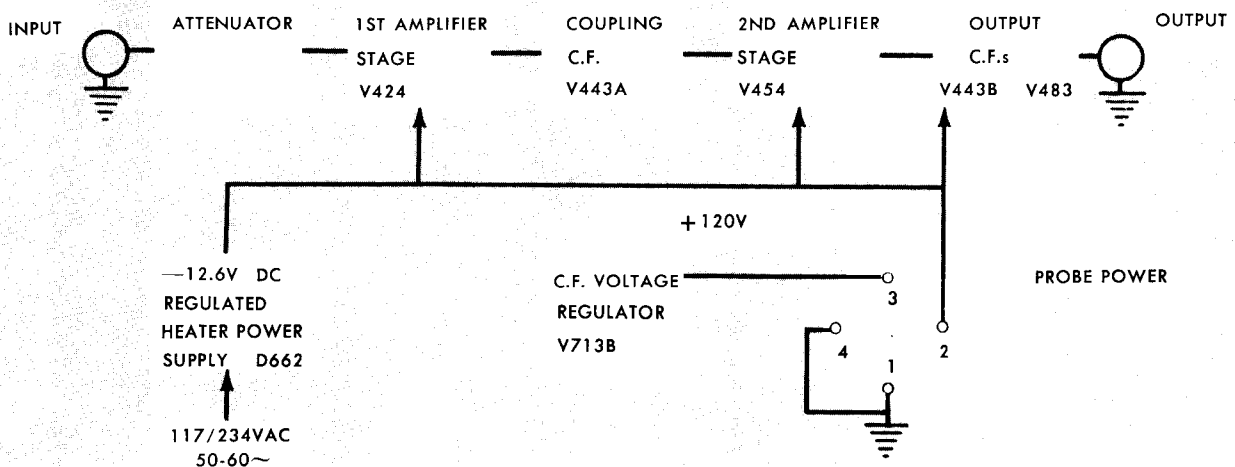 INPUT
ATTENUATOR
1ST AMPLIFIER
STAGE
V424
COUPLING
C.F.
V443A
2ND AMPLIFIER
STAGE
V454
OUTPUT
C.F.s
V443B V483
OUTPUT
+120V
—12.6V DC
REGULATED
HEATER POWER
SUPPLY D662
117/234VAC
50-60~
C.F. VOLTAGE
REGULATOR
V713B
3
4
2
1
PROBE POWER